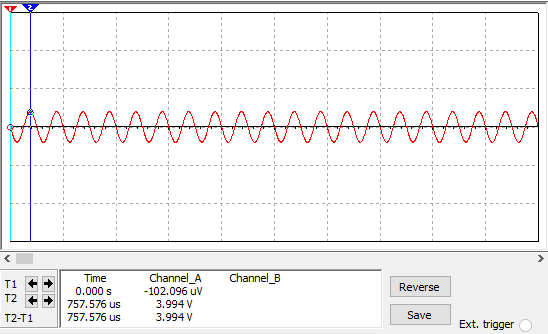 1 2
Time Channel_A Channel_B
T1 0.000 s -102.096 uV
T2 757.576 us 3.994 V
T2-T1 757.576 us 3.994 V
Reverse
Save
Ext. trigger